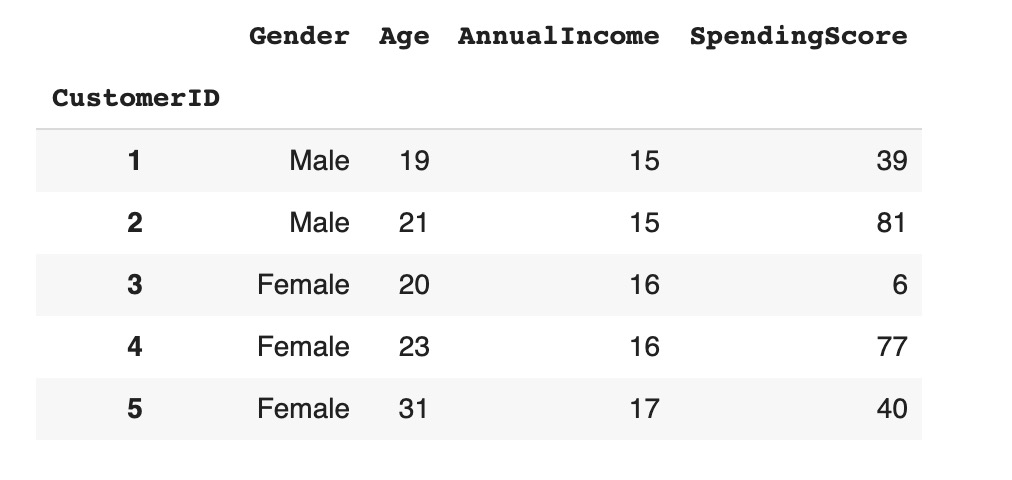 Gender Age AnnualIncome SpendingScore
CustomerID
1 Male 19 15 39
2 Male 21 15 81
3 Female 20 16 6
4 Female 23 16 77
5 Female 31 17 40